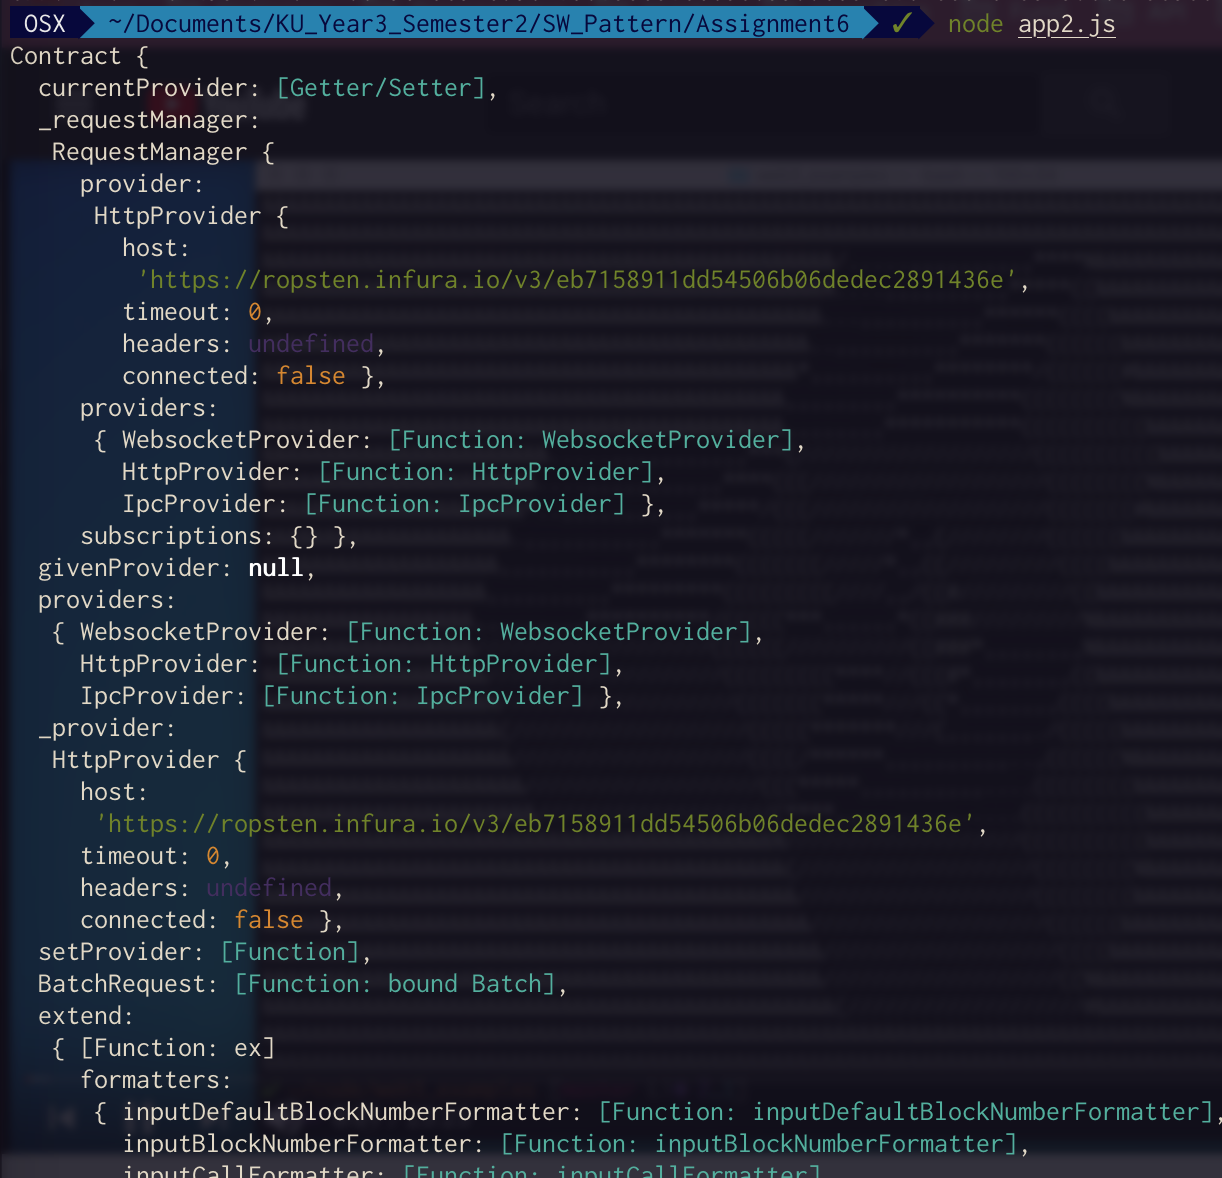 OSX ~/Documents/KU_Year3_Semester2/SW_Pattern/Assignment6 ✓ node app2.js
Contract {
  currentProvider: [Getter/Setter],
  _requestManager:
   RequestManager {
     provider:
      HttpProvider {
        host:
         'https://ropsten.infura.io/v3/eb7158911dd54506b06dedec2891436e',
        timeout: 0,
        headers: undefined,
        connected: false },
     providers:
      { WebsocketProvider: [Function: WebsocketProvider],
        HttpProvider: [Function: HttpProvider],
        IpcProvider: [Function: IpcProvider] },
     subscriptions: {} },
  givenProvider: null,
  providers:
   { WebsocketProvider: [Function: WebsocketProvider],
     HttpProvider: [Function: HttpProvider],
     IpcProvider: [Function: IpcProvider] },
  _provider:
   HttpProvider {
     host:
      'https://ropsten.infura.io/v3/eb7158911dd54506b06dedec2891436e',
     timeout: 0,
     headers: undefined,
     connected: false },
  setProvider: [Function],
  BatchRequest: [Function: bound Batch],
  extend:
   { [Function: ex]
     formatters:
      { inputDefaultBlockNumberFormatter: [Function: inputDefaultBlockNumberFormatter],
        inputBlockNumberFormatter: [Function: inputBlockNumberFormatter],
        inputCallFormatter: [Function: inputCallFormatter]